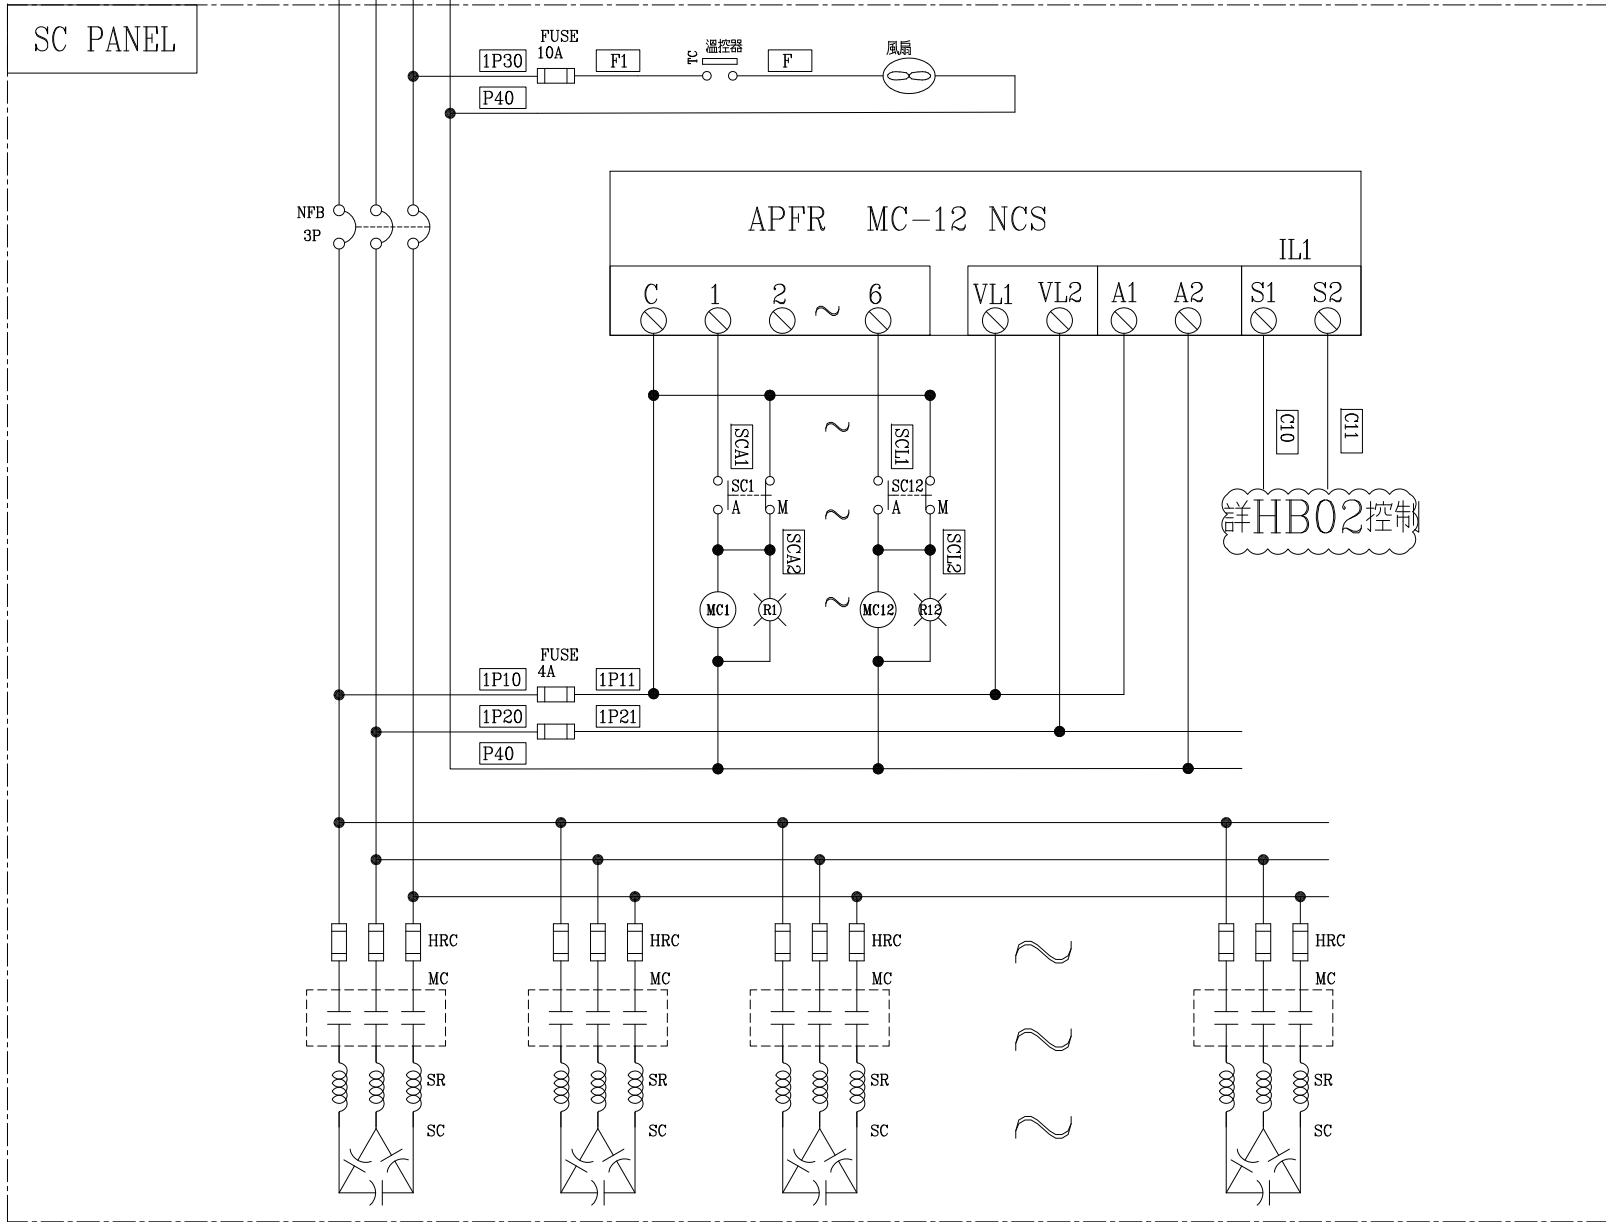 SC PANEL
FUSE
10A
1P30
F1
TC
溫控器
F
風扇
P40
NFB
3P
APFR MC-12 NCS
IL1
C
1
2
~
6
VL1
VL2
A1
A2
S1
S2
SCA1
~
SCL1
C10
C11
SC1
A
M
~
SC12
A
M
詳HB02控制
SCA2
SCL2
MC1
R1
~
MC12
R12
FUSE
4A
1P10
1P11
1P20
1P21
P40
HRC
HRC
HRC
HRC
MC
MC
MC
MC
SR
SR
SR
SR
SC
SC
SC
SC